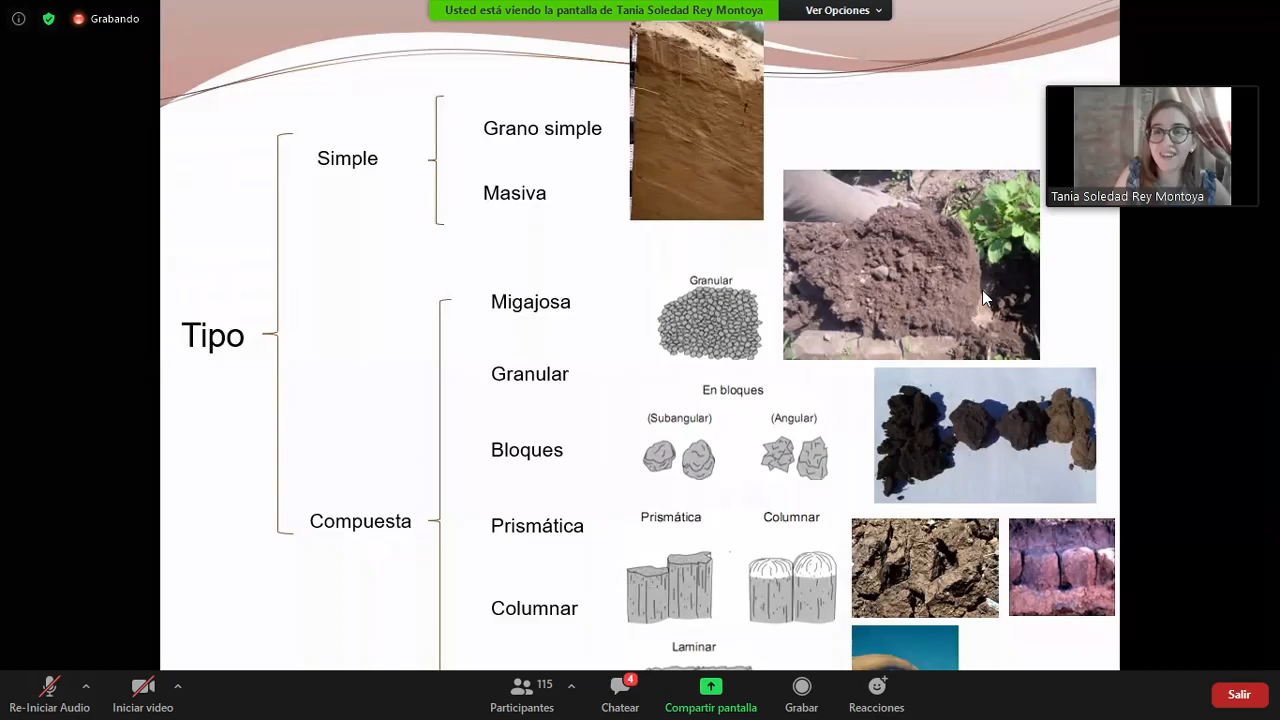 Grabando
Usted está viendo la pantalla de Tania Soledad Rey Montoya
Ver Opciones
Tipo
Simple
Grano simple
Masiva
Compuesta
Migajosa
Granular
Bloques
Prismática
Columnar
Granular
En bloques
(Subangular)
(Angular)
Prismática
Columnar
Laminar
Tania Soledad Rey Montoya
Re-Iniciar Audio
Iniciar video
115
Participantes
4
Chatear
Compartir pantalla
Grabar
Reacciones
Salir